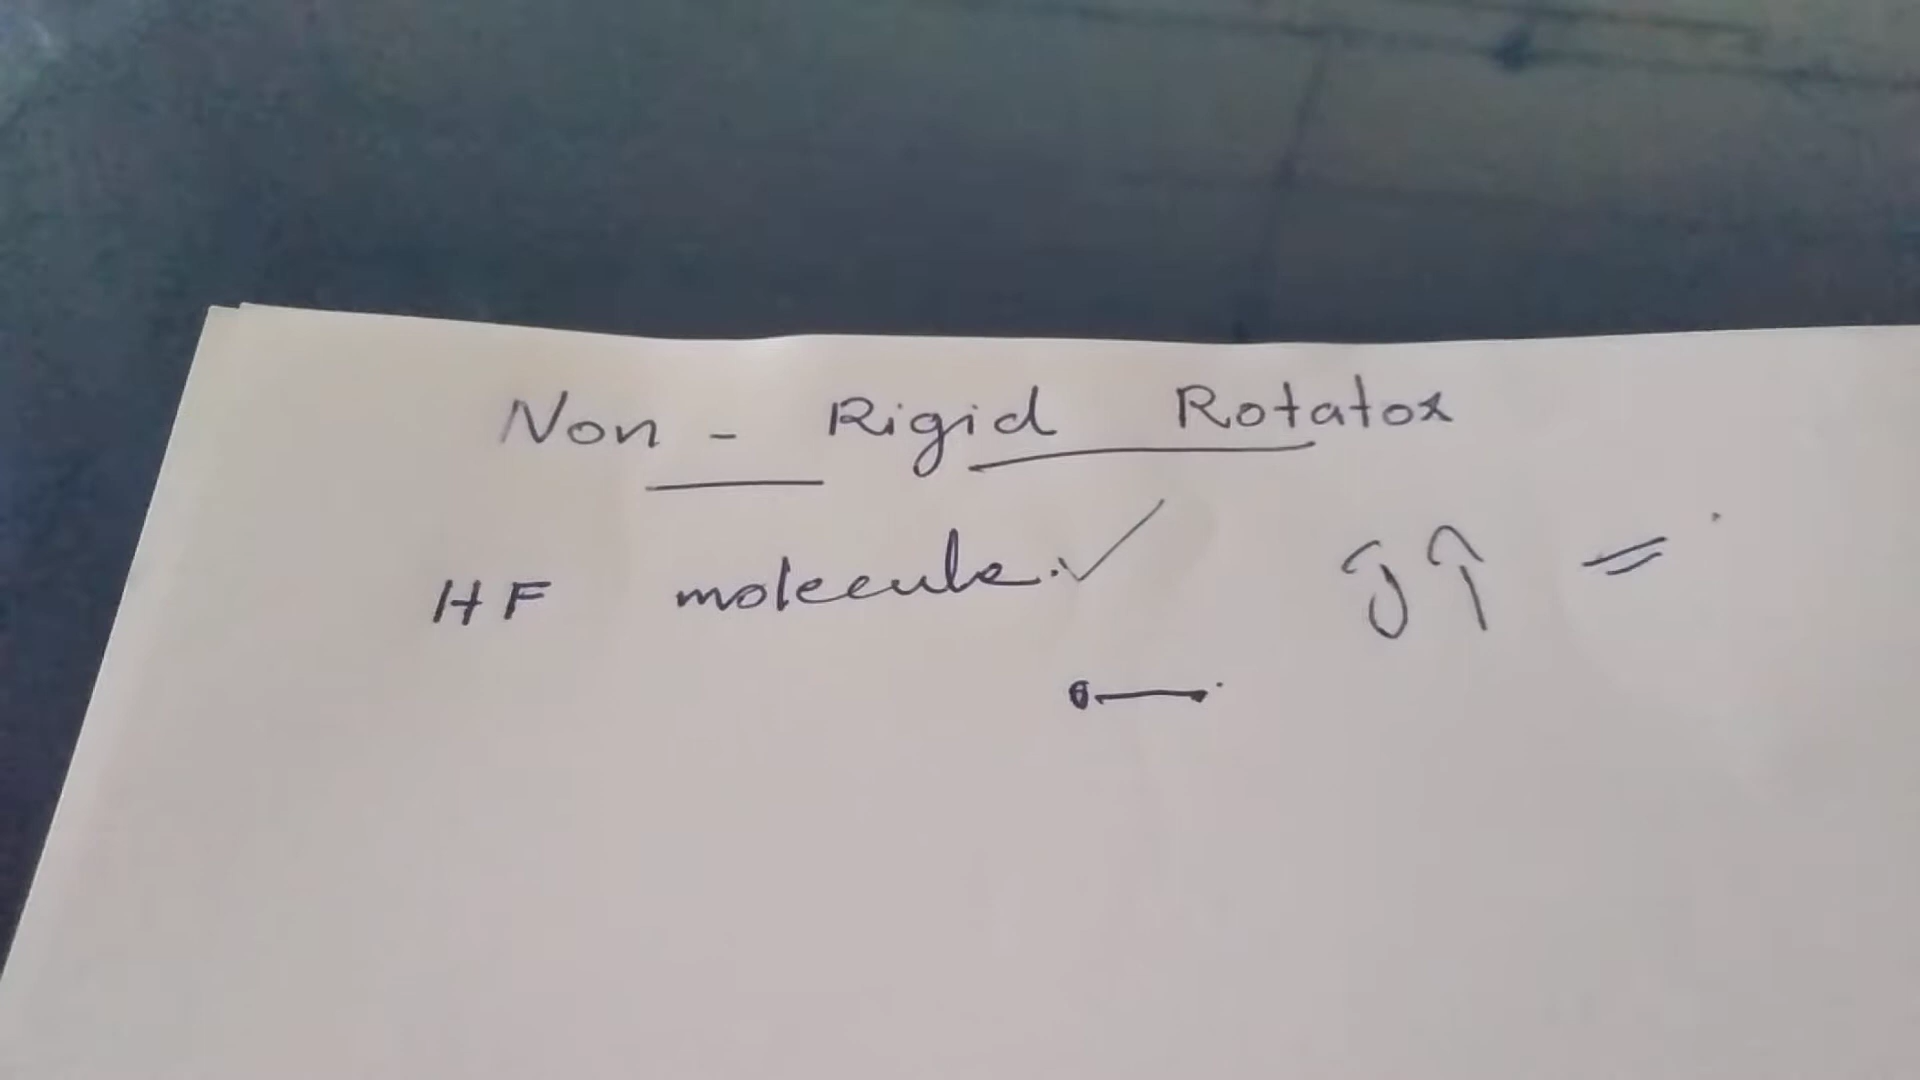 Non - Rigid Rotator
HF molecule. ✓ J ↑ =